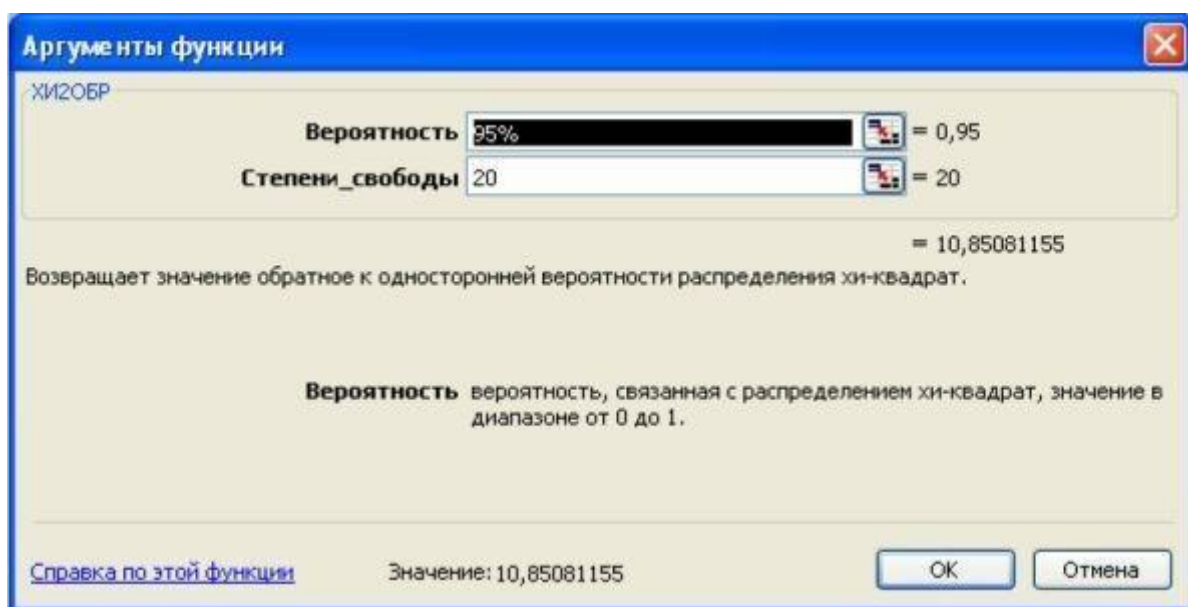 Аргументы функции
ХИ2ОБР
Вероятность 95% = 0,95
Степени_свободы 20 = 20
= 10,85081155
Возвращает значение обратное к односторонней вероятности распределения хи-квадрат.
Вероятность вероятность, связанная с распределением хи-квадрат, значение в
диапазоне от 0 до 1.
Справка по этой функции Значение: 10,85081155 OK Отмена